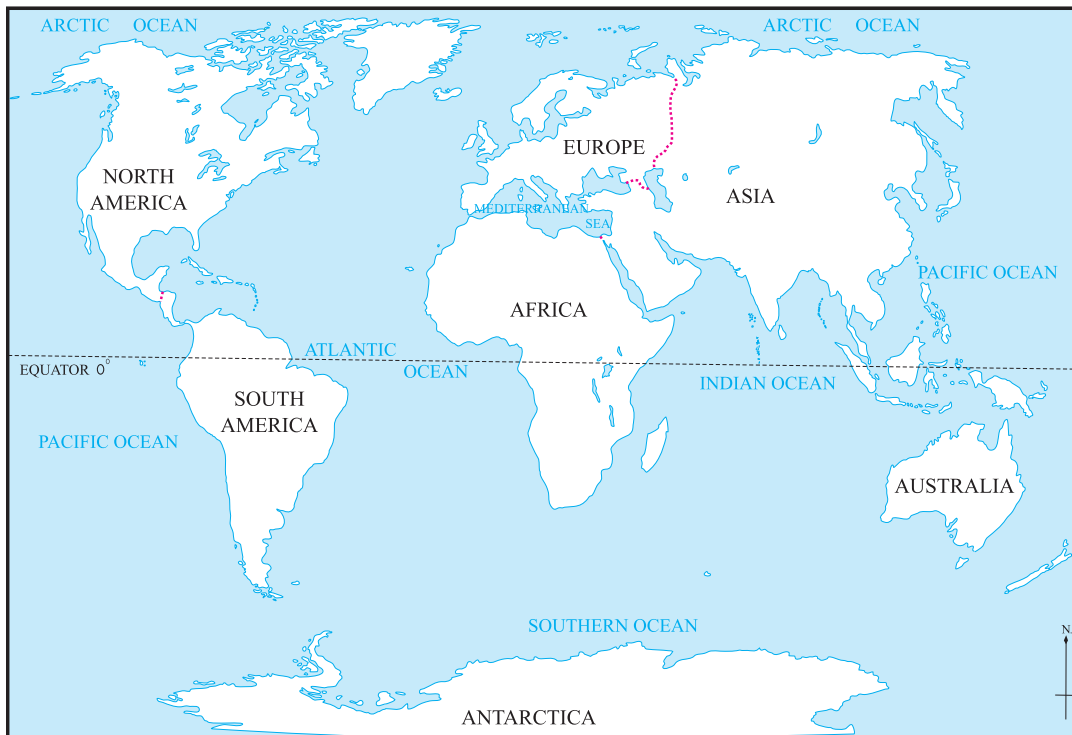 ARCTIC OCEAN
ARCTIC OCEAN
EUROPE
NORTH
AMERICA
ASIA
MEDITERRANEAN
SEA
PACIFIC OCEAN
AFRICA
ATLANTIC
OCEAN
EQUATOR 0°
INDIAN OCEAN
SOUTH
AMERICA
PACIFIC OCEAN
AUSTRALIA
SOUTHERN OCEAN
N
ANTARCTICA